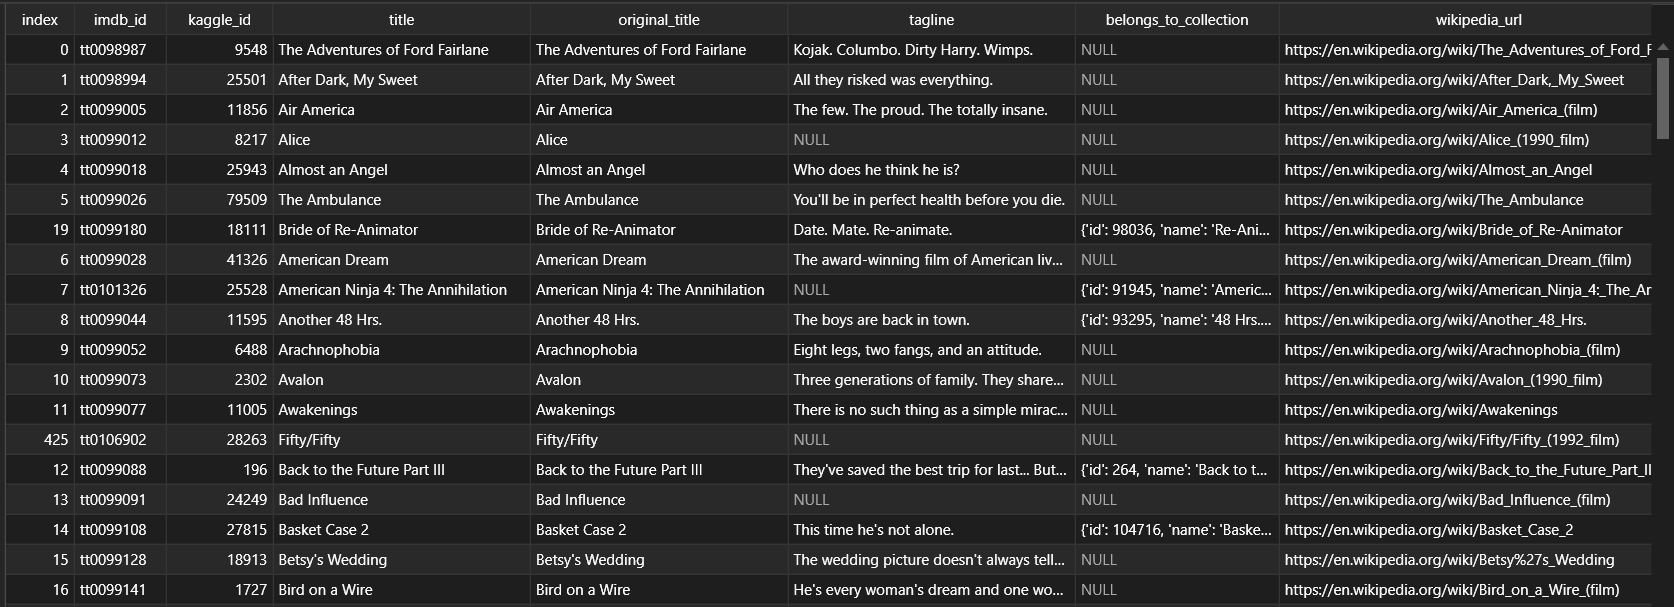 index imdb_id kaggle_id title original_title tagline belongs_to_collection wikipedia_url
0 tt0098987 9548 The Adventures of Ford Fairlane The Adventures of Ford Fairlane Kojak. Columbo. Dirty Harry. Wimps. NULL https://en.wikipedia.org/wiki/The_Adventures_of_Ford_F
1 tt0098994 25501 After Dark, My Sweet After Dark, My Sweet All they risked was everything. NULL https://en.wikipedia.org/wiki/After_Dark,_My_Sweet
2 tt0099005 11856 Air America Air America The few. The proud. The totally insane. NULL https://en.wikipedia.org/wiki/Air_America_(film)
3 tt0099012 8217 Alice Alice NULL NULL https://en.wikipedia.org/wiki/Alice_(1990_film)
4 tt0099018 25943 Almost an Angel Almost an Angel Who does he think he is? NULL https://en.wikipedia.org/wiki/Almost_an_Angel
5 tt0099026 79509 The Ambulance The Ambulance You'll be in perfect health before you die. NULL https://en.wikipedia.org/wiki/The_Ambulance
19 tt0099180 18111 Bride of Re-Animator Bride of Re-Animator Date. Mate. Re-animate. {'id': 98036, 'name': 'Re-Ani... https://en.wikipedia.org/wiki/Bride_of_Re-Animator
6 tt0099028 41326 American Dream American Dream The award-winning film of American liv... NULL https://en.wikipedia.org/wiki/American_Dream_(film)
7 tt0101326 25528 American Ninja 4: The Annihilation American Ninja 4: The Annihilation NULL {'id': 91945, 'name': 'Americ... https://en.wikipedia.org/wiki/American_Ninja_4:_The_Ar
8 tt0099044 11595 Another 48 Hrs. Another 48 Hrs. The boys are back in town. {'id': 93295, 'name': '48 Hrs.... https://en.wikipedia.org/wiki/Another_48_Hrs.
9 tt0099052 6488 Arachnophobia Arachnophobia Eight legs, two fangs, and an attitude. NULL https://en.wikipedia.org/wiki/Arachnophobia_(film)
10 tt0099073 2302 Avalon Avalon Three generations of family. They share... NULL https://en.wikipedia.org/wiki/Avalon_(1990_film)
11 tt0099077 11005 Awakenings Awakenings There is no such thing as a simple mirac... NULL https://en.wikipedia.org/wiki/Awakenings
425 tt0106902 28263 Fifty/Fifty Fifty/Fifty NULL NULL https://en.wikipedia.org/wiki/Fifty/Fifty_(1992_film)
12 tt0099088 196 Back to the Future Part III Back to the Future Part III They've saved the best trip for last... But... {'id': 264, 'name': 'Back to t... https://en.wikipedia.org/wiki/Back_to_the_Future_Part_II
13 tt0099091 24249 Bad Influence Bad Influence NULL NULL https://en.wikipedia.org/wiki/Bad_Influence_(film)
14 tt0099108 27815 Basket Case 2 Basket Case 2 This time he's not alone. {'id': 104716, 'name': 'Baske... https://en.wikipedia.org/wiki/Basket_Case_2
15 tt0099128 18913 Betsy's Wedding Betsy's Wedding The wedding picture doesn't always tell... NULL https://en.wikipedia.org/wiki/Betsy%27s_Wedding
16 tt0099141 1727 Bird on a Wire Bird on a Wire He's every woman's dream and one wo... NULL https://en.wikipedia.org/wiki/Bird_on_a_Wire_(film)